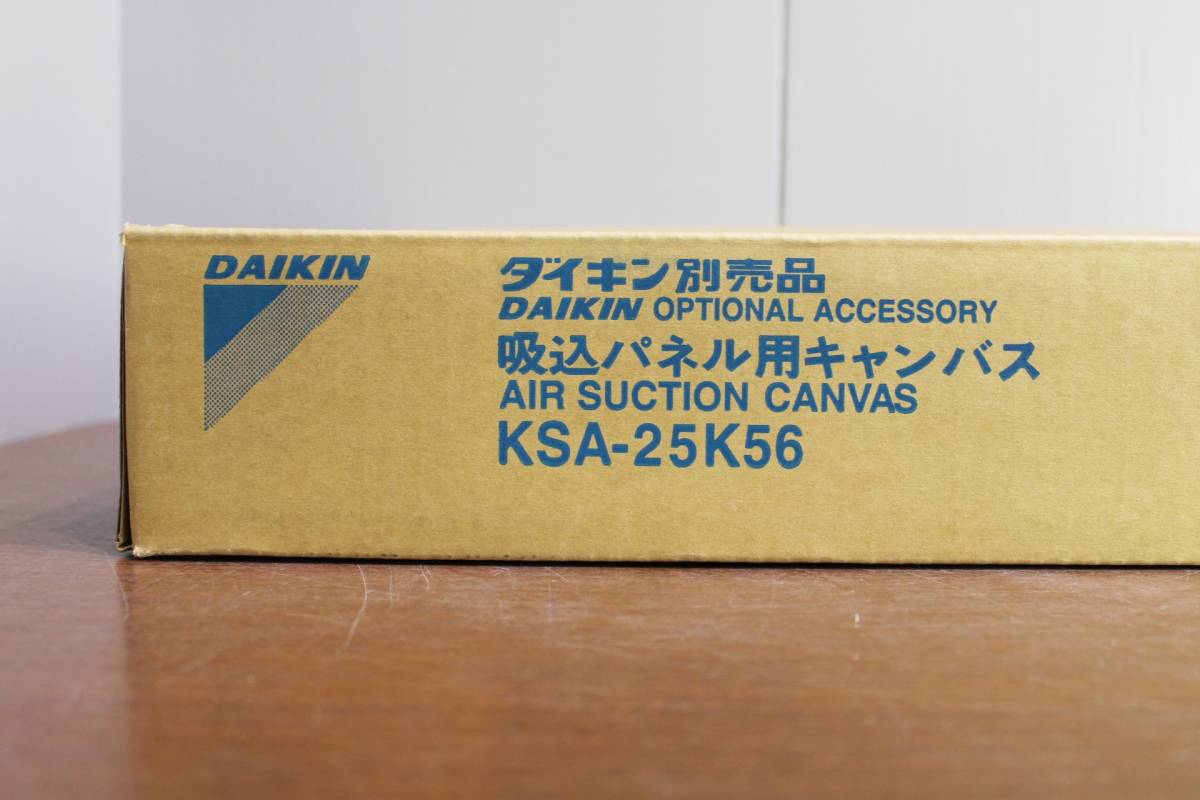 DAIKIN
ダイキン別売品
DAIKIN OPTIONAL ACCESSORY
吸込パネル用キャンバス
AIR SUCTION CANVAS
KSA-25K56